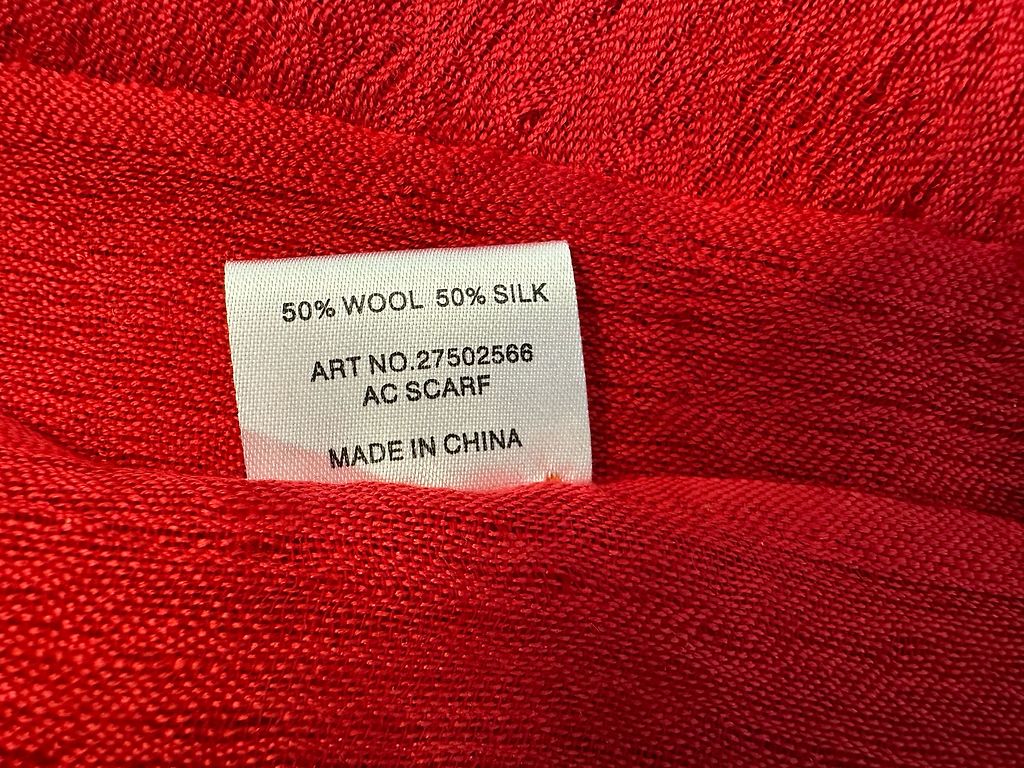 50% WOOL 50% SILK
ART NO.27502566
AC SCARF
MADE IN CHINA